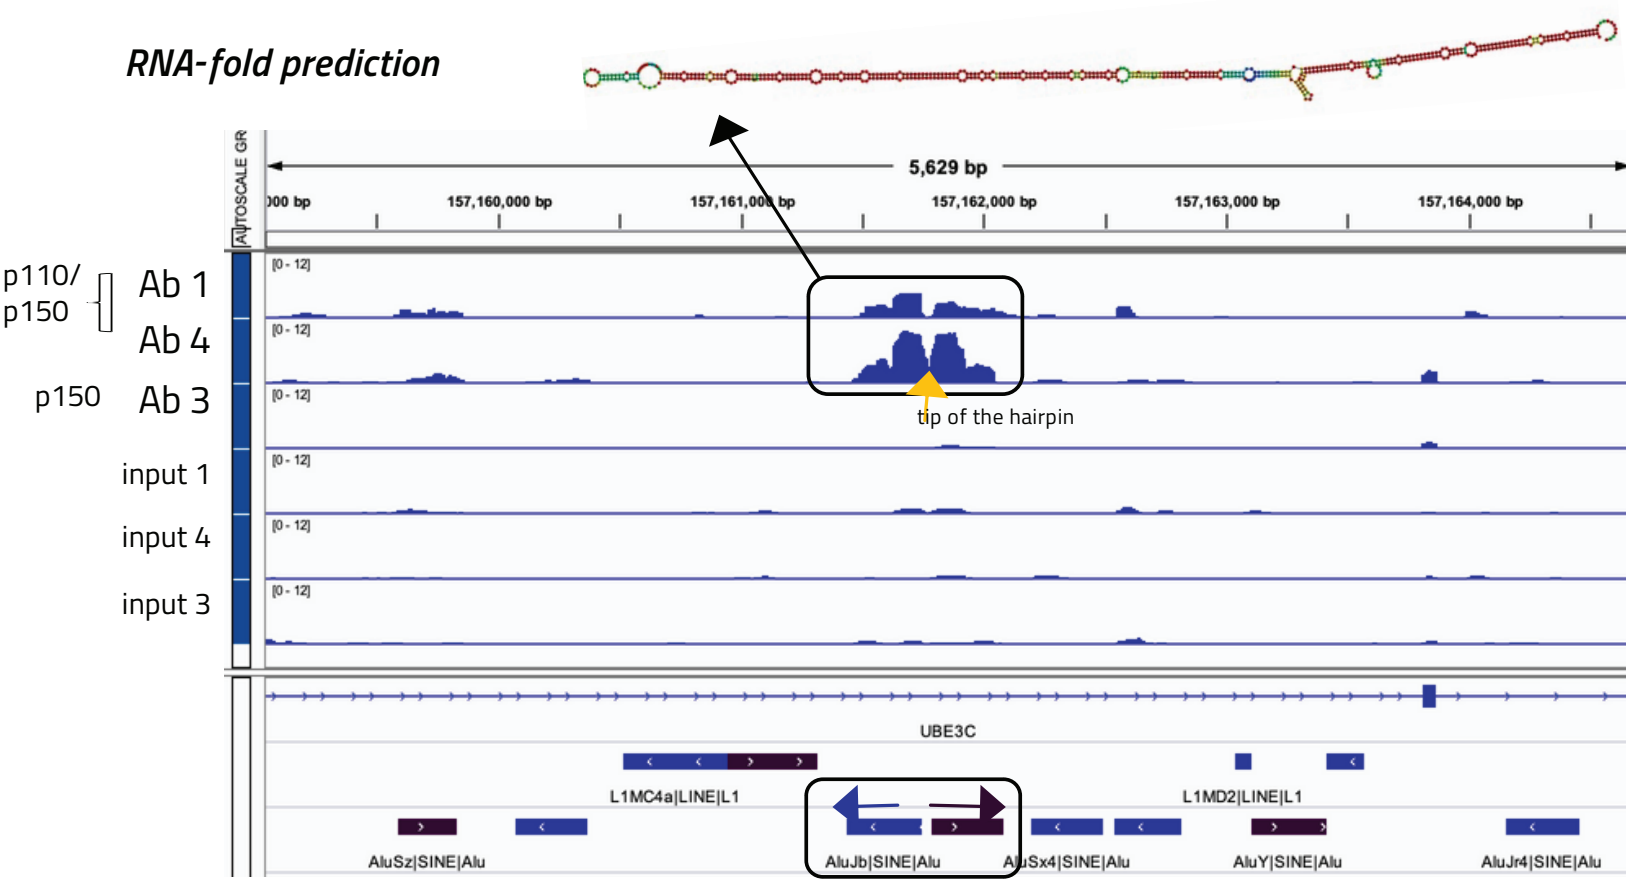 RNA-fold prediction
AUTOSCALE GR
5,629 bp
000 bp 157,160,000 bp 157,161,000 bp 157,162,000 bp 157,163,000 bp 157,164,000 bp
p110/
p150
Ab 1
[0 - 12]
Ab 4
[0 - 12]
p150 Ab 3
[0 - 12]
tip of the hairpin
input 1
[0 - 12]
input 4
[0 - 12]
input 3
[0 - 12]
UBE3C
L1MC4a|LINE|L1 L1MD2|LINE|L1
AluSz|SINE|Alu AluJb|SINE|Alu AluSx4|SINE|Alu AluY|SINE|Alu AluJr4|SINE|Alu